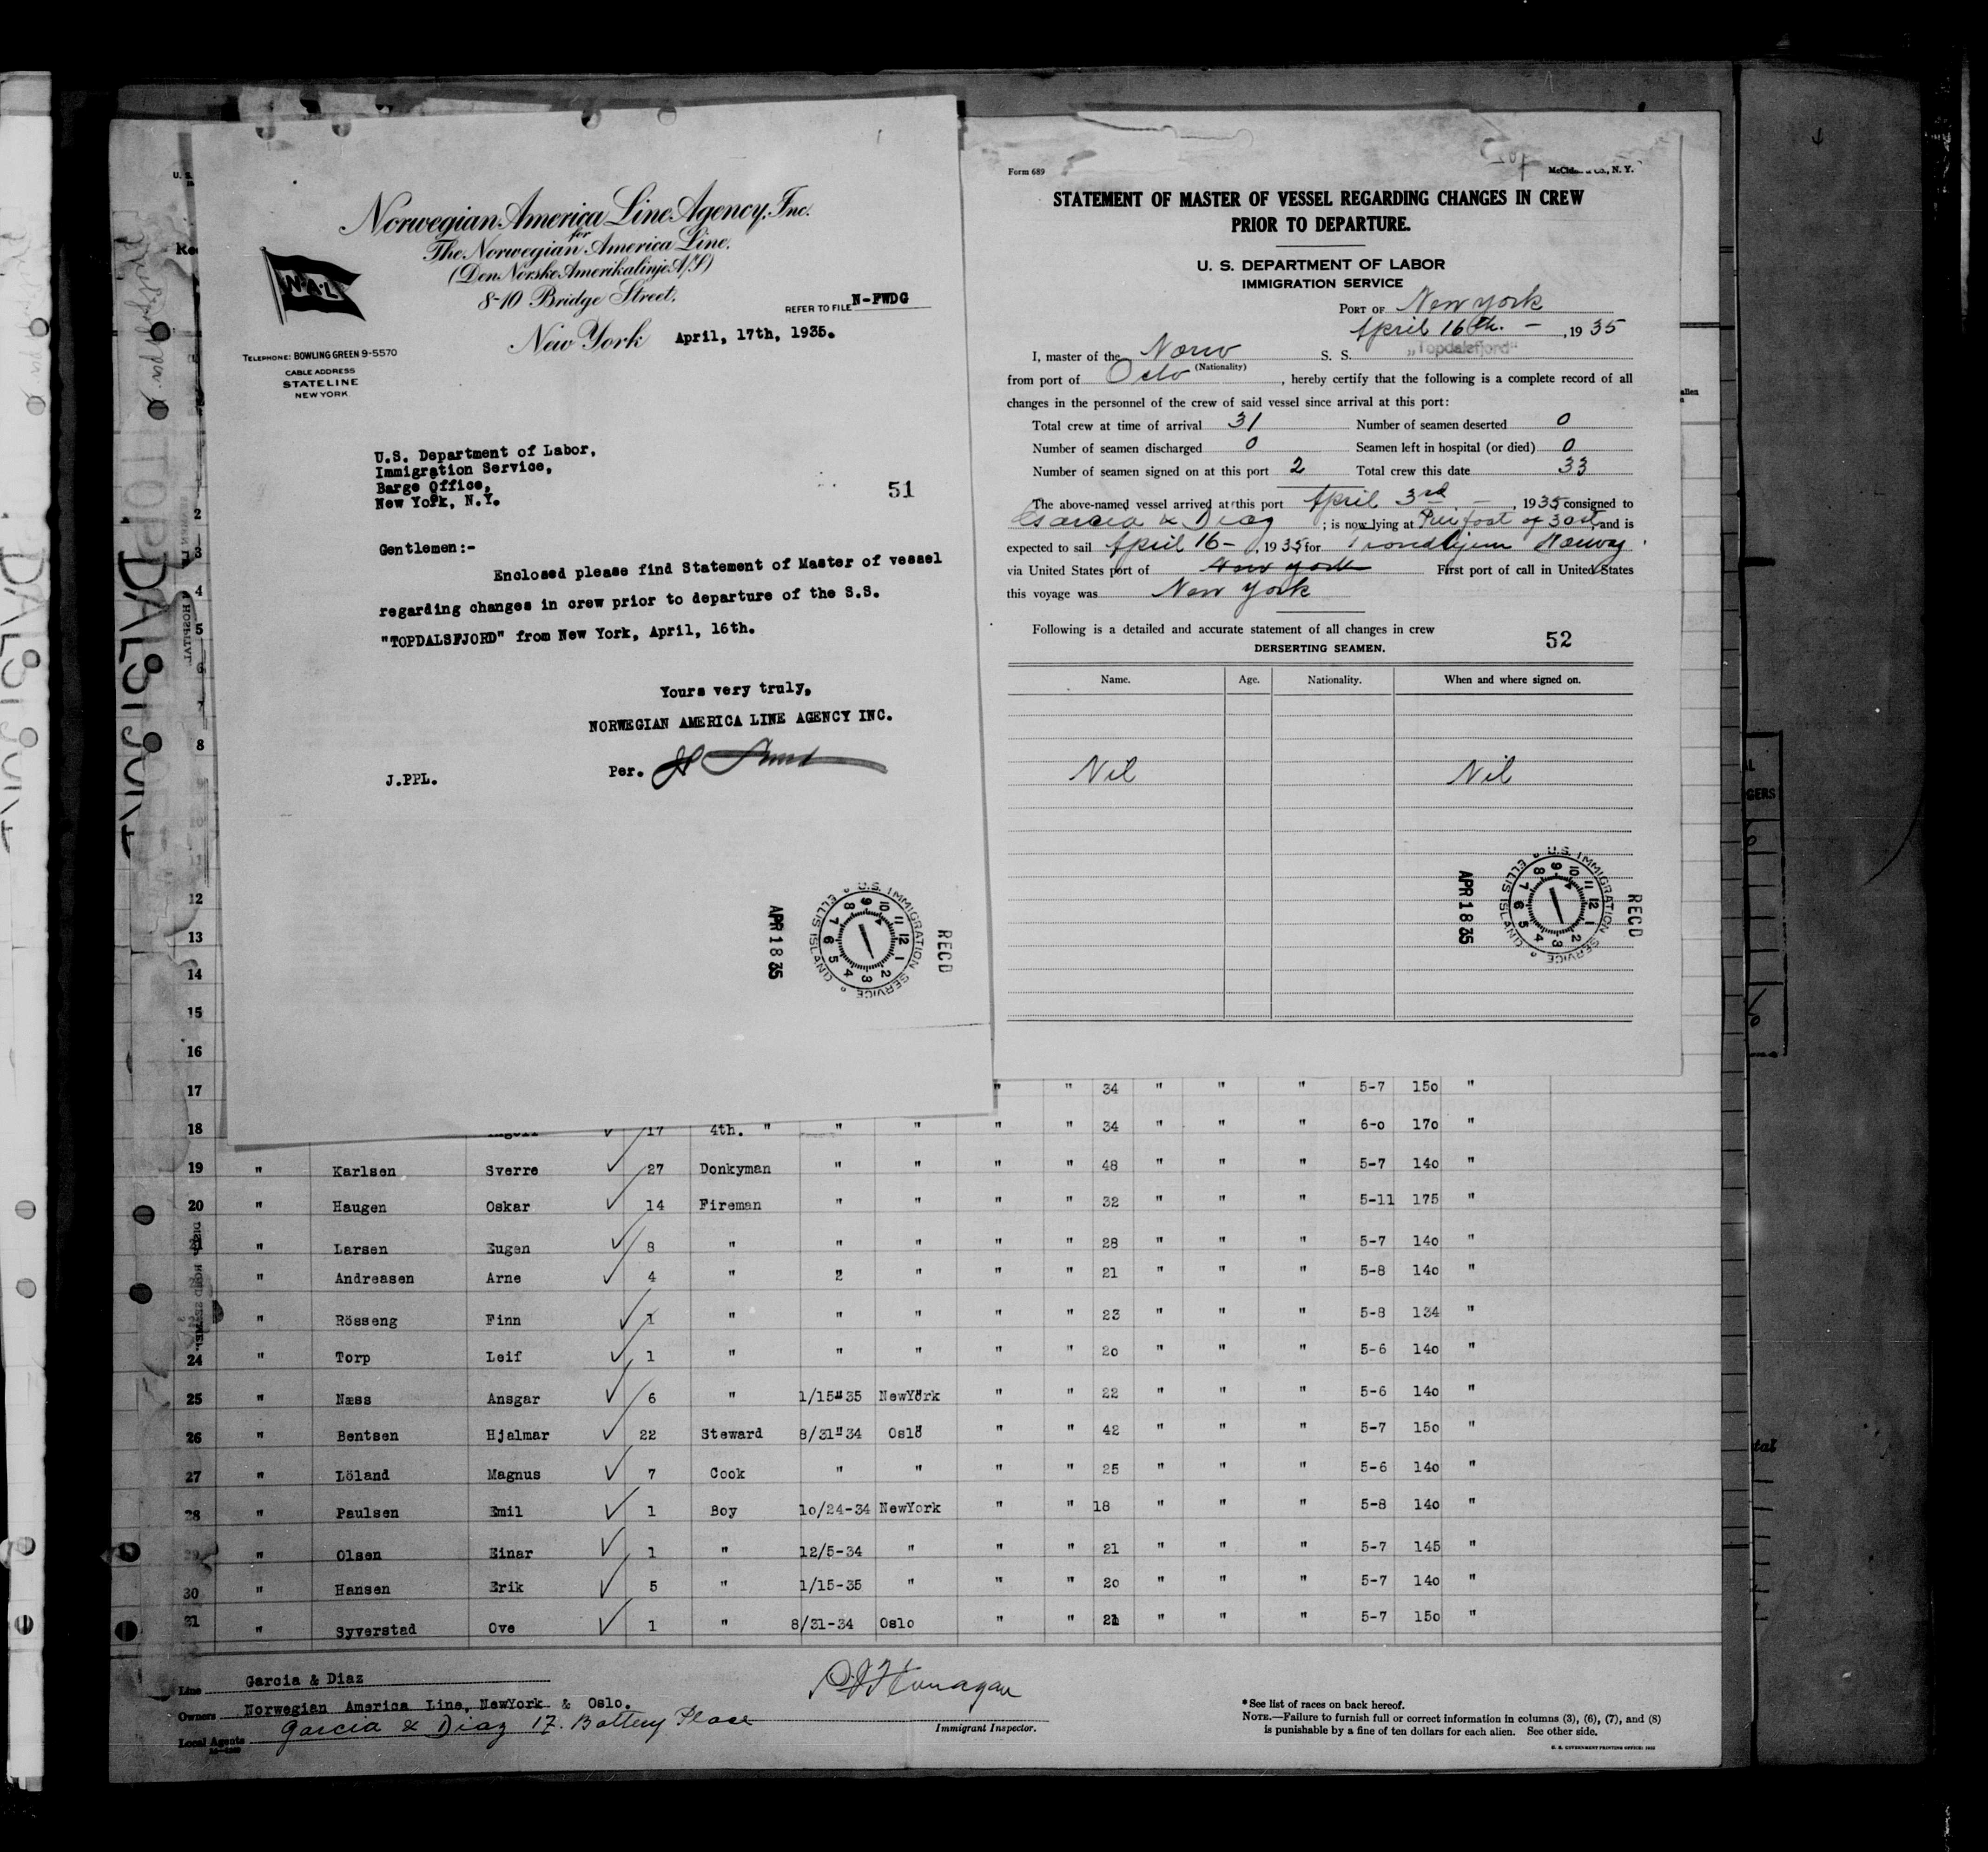 Norwegian America Line Agency, Inc.
for
The Norwegian America Line.
(Den Norske Amerikalinje A/S)
8-10 Bridge Street,
N.A.L
REFER TO FILE N-FWDG
New York April, 17th, 1935.
TELEPHONE: BOWLING GREEN 9-5570
CABLE ADDRESS
STATELINE
NEW YORK
U.S. Department of Labor,
Immigration Service,
Barge Office,
New York, N.Y.
51
Gentlemen:-
Enclosed please find Statement of Master of vessel
regarding changes in crew prior to departure of the S.S.
"TOPDALSFJORD" from New York, April, 16th.
Yours very truly,
NORWEGIAN AMERICA LINE AGENCY INC.
Per.
J.PPL.
APR 18 35
U.S. IMMIGRATION SERVICE ELLIS ISLAND
RECD
Form 689
STATEMENT OF MASTER OF VESSEL REGARDING CHANGES IN CREW
PRIOR TO DEPARTURE.
U. S. DEPARTMENT OF LABOR
IMMIGRATION SERVICE
PORT OF New York
April 16th. - , 1935
I, master of the Norw S. S. "Topdalsfjord"
(Nationality)
from port of Oslo , hereby certify that the following is a complete record of all
changes in the personnel of the crew of said vessel since arrival at this port:
Total crew at time of arrival 31 Number of seamen deserted 0
Number of seamen discharged 0 Seamen left in hospital (or died) 0
Number of seamen signed on at this port 2 Total crew this date 33
The above-named vessel arrived at this port April 3rd - , 1935 consigned to
Garcia & Diaz ; is now lying at Pier foot of 30 st, and is
expected to sail April 16- , 1935 for Trondhjem Norway
via United States port of New York First port of call in United States
this voyage was New York
Following is a detailed and accurate statement of all changes in crew
DERSERTING SEAMEN.
52
Name. Age. Nationality. When and where signed on.
Nil Nil
APR 18 35
U.S. IMMIGRATION SERVICE ELLIS ISLAND
RECD
17 " " 34 " " " 5-7 150 "
18 17 4th. " " " " " 34 " " " 6-0 170 "
19 " Karlsen Sverre 27 Donkyman " " " " 48 " " " 5-7 140 "
20 " Haugen Oskar 14 Fireman " " " " 32 " " " 5-11 175 "
21 " Larsen Eugen 8 " " " " " 28 " " " 5-7 140 "
" Andreasen Arne 4 " " " " " 21 " " " 5-8 140 "
" Rösseng Finn 1 " " " " " 23 " " " 5-8 134 "
24 " Torp Leif 1 " " " " " 20 " " " 5-6 140 "
25 " Næss Ansgar 6 " 1/15-35 NewYork " " 22 " " " 5-6 140 "
26 " Bentsen Hjalmar 22 Steward 8/31-34 Oslo " " 42 " " " 5-7 150 "
27 " Löland Magnus 7 Cook " " " " 25 " " " 5-6 140 "
28 " Paulsen Emil 1 Boy 10/24-34 NewYork " " 18 " " " 5-8 140 "
29 " Olsen Einar 1 " 12/5-34 " " " 21 " " " 5-7 145 "
30 " Hansen Erik 5 " 1/15-35 " " " 20 " " " 5-7 140 "
31 " Syverstad Ove 1 " 8/31-34 Oslo " " 21 " " " 5-7 150 "
Line Garcia & Diaz
Owners Norwegian America Line, NewYork & Oslo.
Local Agents Garcia & Diaz 17. Battery Place
Immigrant Inspector.
*See list of races on back hereof.
NOTE.—Failure to furnish full or correct information in columns (3), (6), (7), and (8)
is punishable by a fine of ten dollars for each alien. See other side.
U. S. GOVERNMENT PRINTING OFFICE: 1932